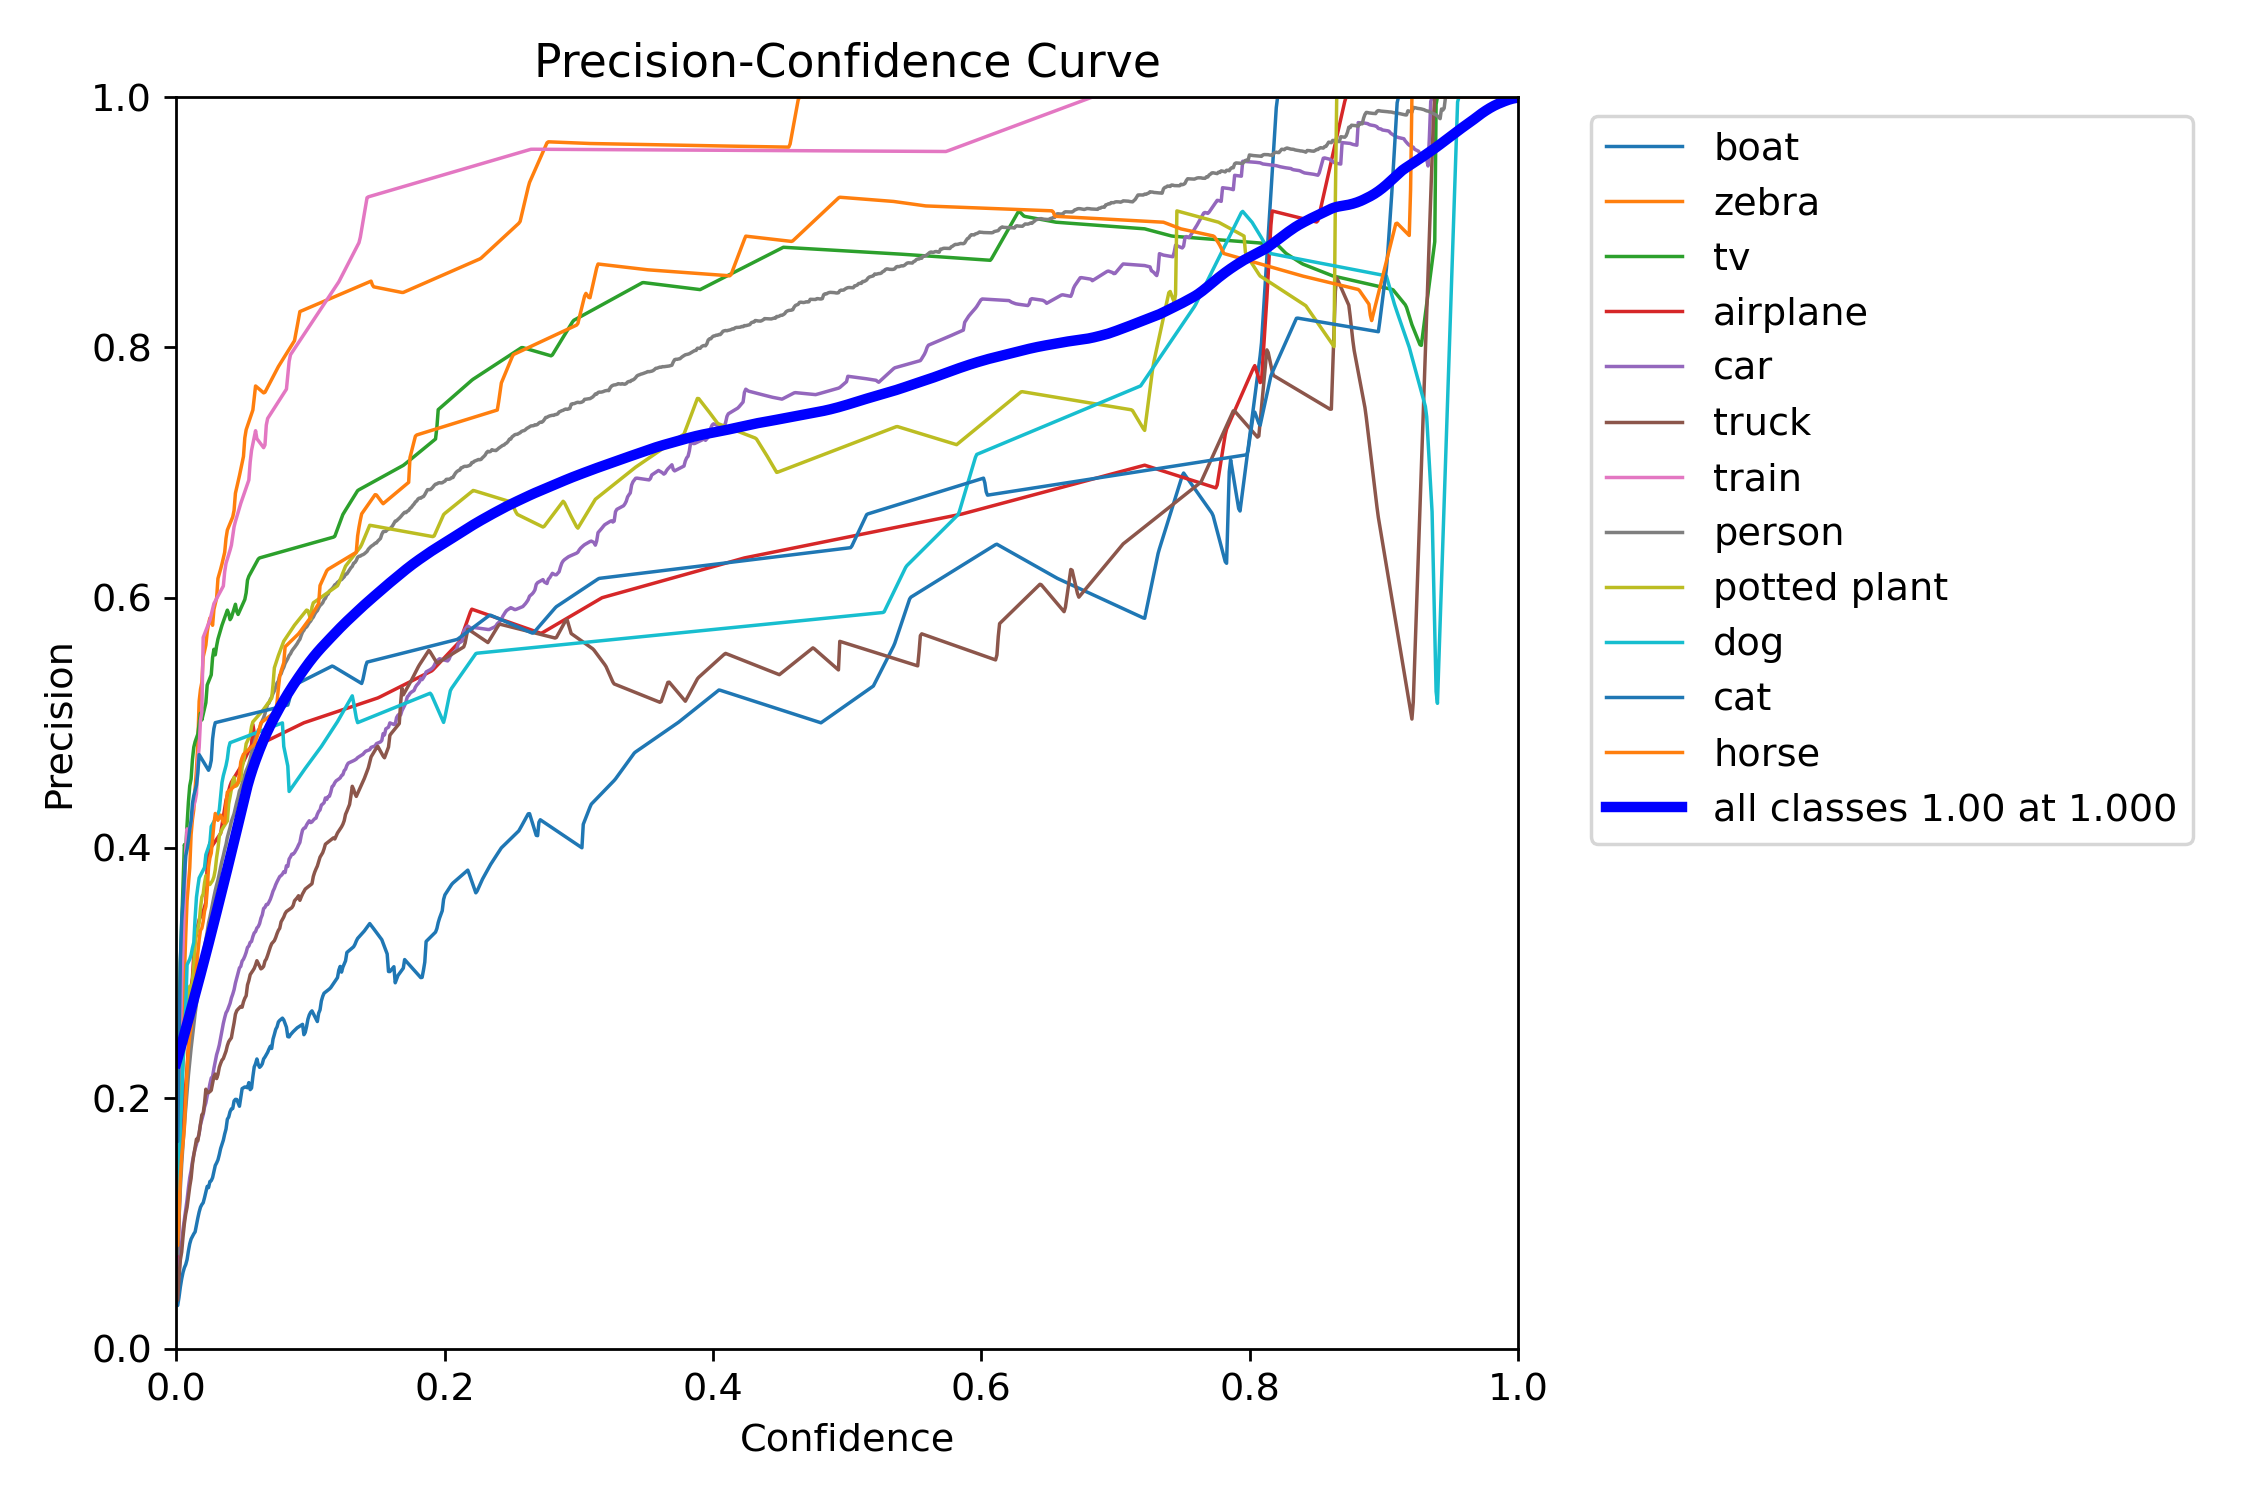 Precision-Confidence Curve
1.0
0.8
0.6
0.4
0.2
0.0
Precision
0.0 0.2 0.4 0.6 0.8 1.0
Confidence
boat
zebra
tv
airplane
car
truck
train
person
potted plant
dog
cat
horse
all classes 1.00 at 1.000